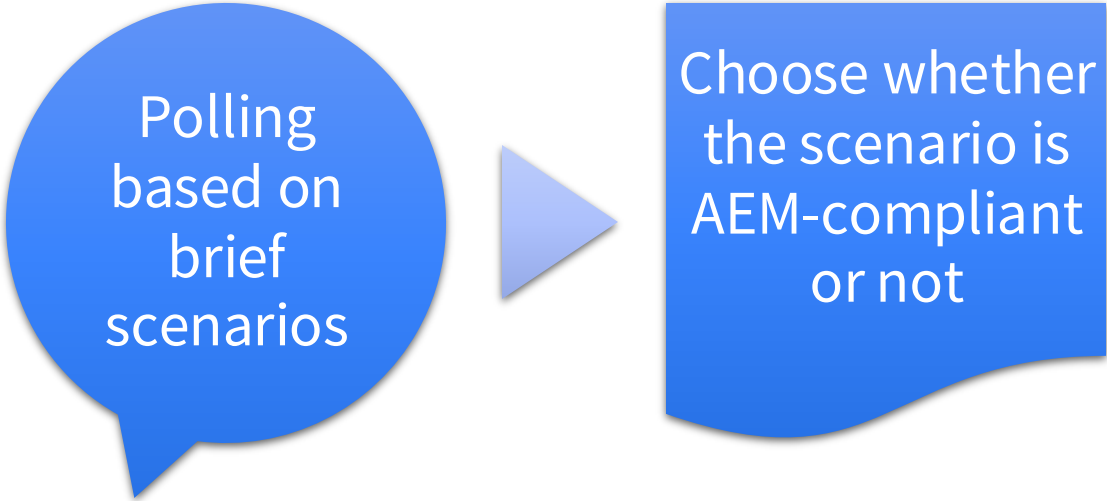 Polling
based on
brief
scenarios
Choose whether
the scenario is
AEM-compliant
or not